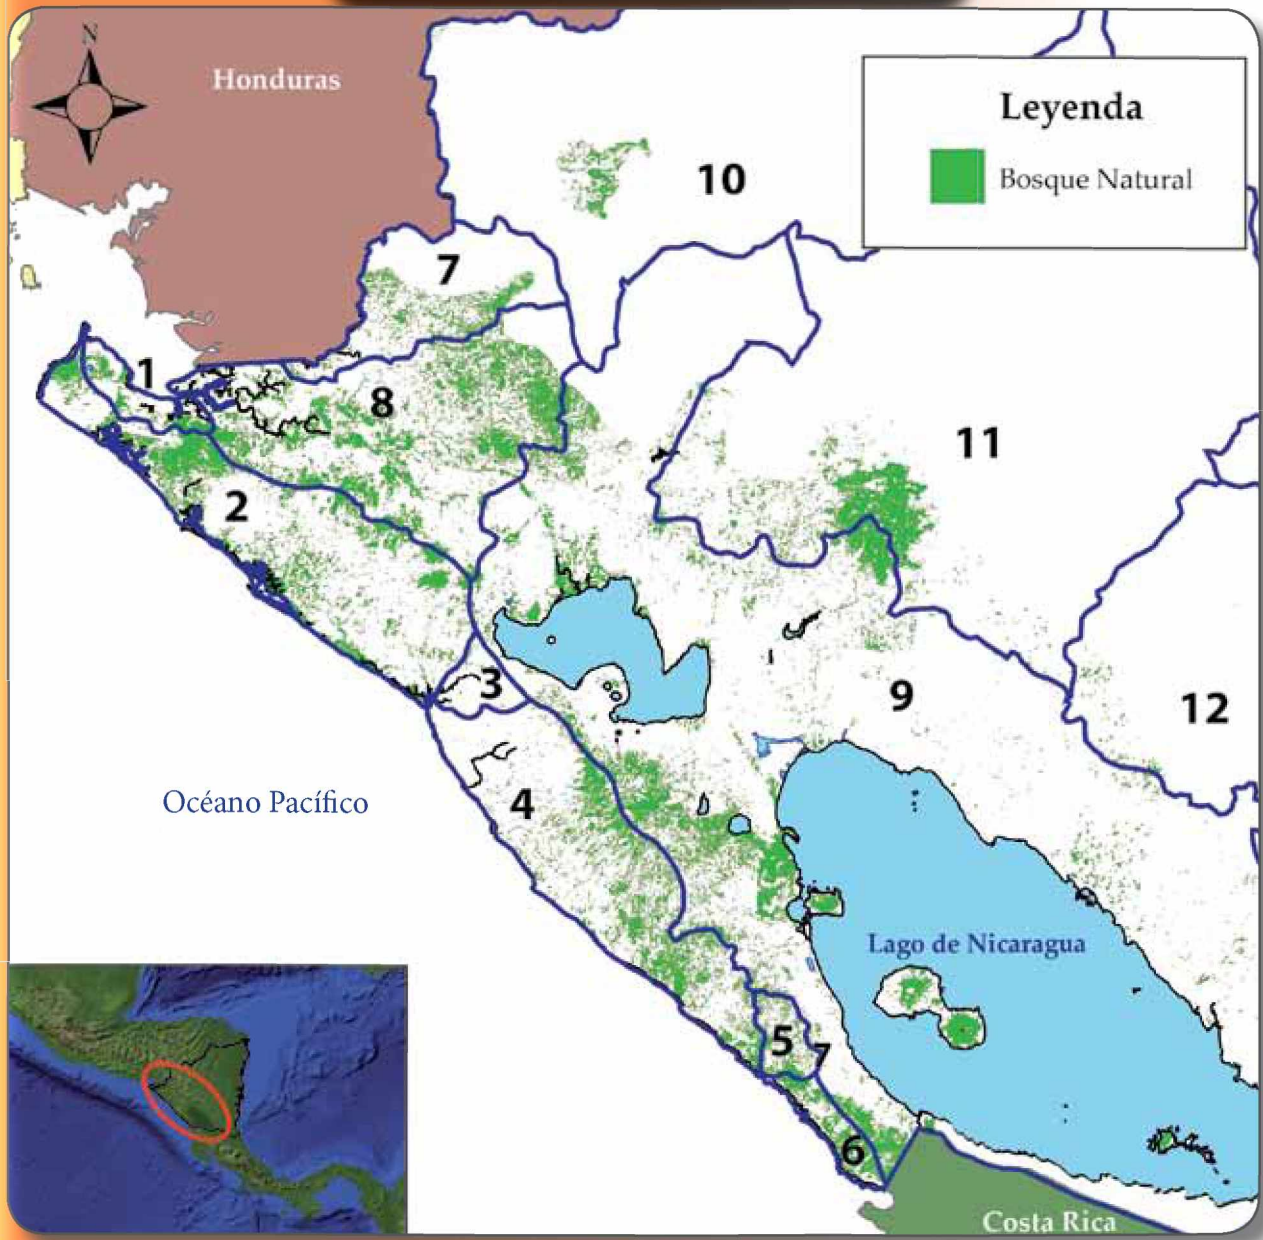 N
Honduras
Leyenda
Bosque Natural
10
7
1
8
11
2
3
9
12
4
Océano Pacífico
Lago de Nicaragua
5
7
6
Costa Rica